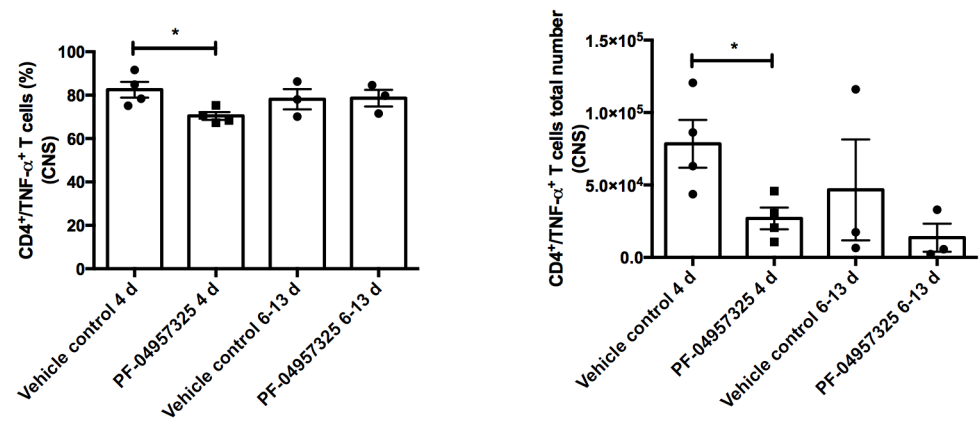 *
100
80
60
40
20
0
CD4⁺/TNF-α⁺ T cells (%)
(CNS)
Vehicle control 4 d
PF-04957325 4 d
Vehicle control 6-13 d
PF-04957325 6-13 d
*
1.5×10⁵
1.0×10⁵
5.0×10⁴
0.0
CD4⁺/TNF-α⁺ T cells total number
(CNS)
Vehicle control 4 d
PF-04957325 4 d
Vehicle control 6-13 d
PF-04957325 6-13 d